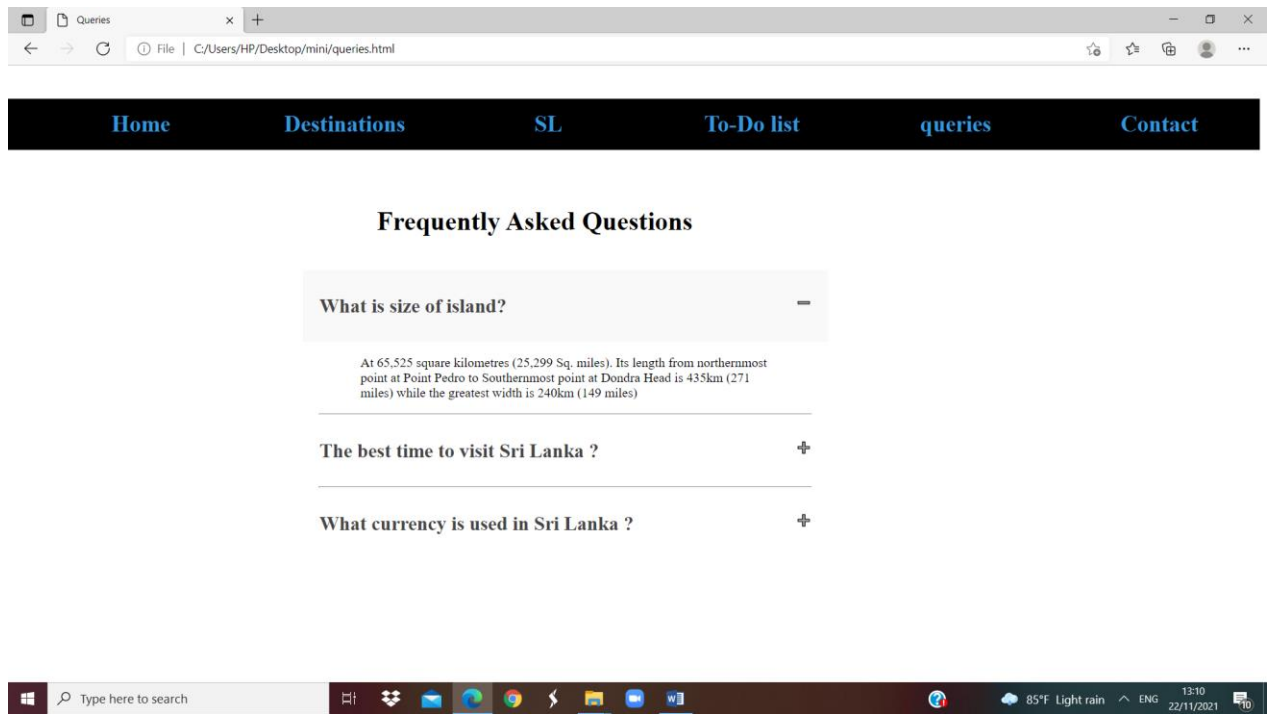 Queries
File | C:/Users/HP/Desktop/mini/queries.html
Home Destinations SL To-Do list queries Contact
Frequently Asked Questions
What is size of island?
At 65,525 square kilometres (25,299 Sq. miles). Its length from northernmost
point at Point Pedro to Southernmost point at Dondra Head is 435km (271
miles) while the greatest width is 240km (149 miles)
The best time to visit Sri Lanka ?
What currency is used in Sri Lanka ?
Type here to search
85°F Light rain ENG 13:10
22/11/2021
10